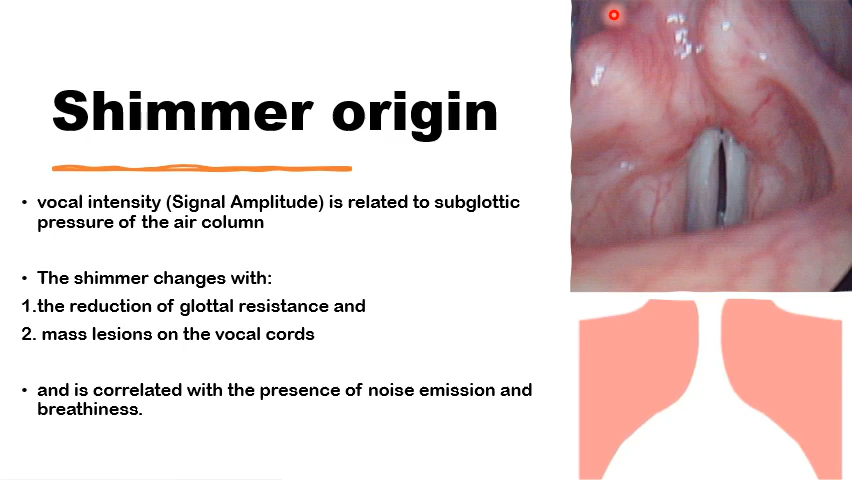 Shimmer origin
• vocal intensity (Signal Amplitude) is related to subglottic
pressure of the air column
• The shimmer changes with:
1.the reduction of glottal resistance and
2. mass lesions on the vocal cords
• and is correlated with the presence of noise emission and
breathiness.